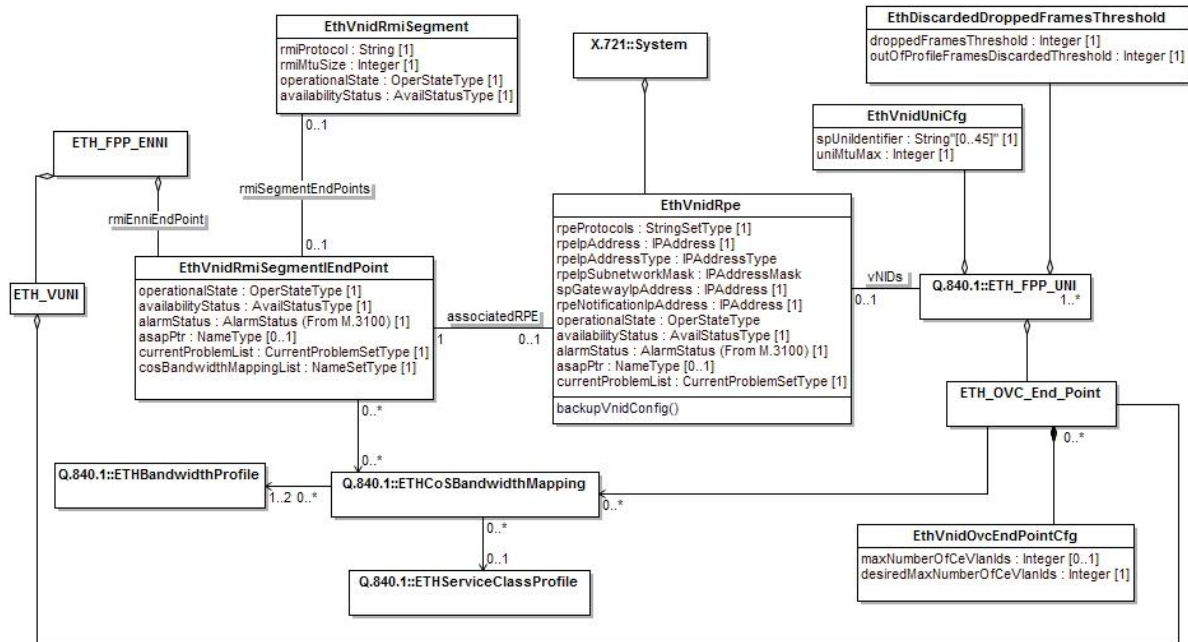 EthVnidRmiSegment
rmiProtocol : String [1]
rmiMtuSize : Integer [1]
operationalState : OperStateType [1]
availabilityStatus : AvailStatusType [1]
0..1
X.721::System
EthDiscardedDroppedFramesThreshold
droppedFramesThreshold : Integer [1]
outOfProfileFramesDiscardedThreshold : Integer [1]
EthVnidUniCfg
spUniIdentifier : String"[0..45]" [1]
uniMtuMax : Integer [1]
ETH_FPP_ENNI
rmiSegmentEndPoints
rmiEnniEndPoint
0..1
EthVnidRmiSegmentlEndPoint
operationalState : OperStateType [1]
availabilityStatus : AvailStatusType [1]
alarmStatus : AlarmStatus (From M.3100) [1]
asapPtr : NameType [0..1]
currentProblemList : CurrentProblemSetType [1]
cosBandwidthMappingList : NameSetType [1]
ETH_VUNI
associatedRPE
1
0..1
EthVnidRpe
rpeProtocols : StringSetType [1]
rpeIpAddress : IPAddress [1]
rpeIpAddressType : IPAddressType
rpeIpSubnetworkMask : IPAddressMask
spGatewayIpAddress : IPAddress [1]
rpeNotificationIpAddress : IPAddress [1]
operationalState : OperStateType
availabilityStatus : AvailStatusType [1]
alarmStatus : AlarmStatus (From M.3100) [1]
asapPtr : NameType [0..1]
currentProblemList : CurrentProblemSetType [1]
backupVnidConfig()
vNIDs
0..1
Q.840.1::ETH_FPP_UNI
1..*
ETH_OVC_End_Point
0..*
0..*
0..*
Q.840.1::ETHBandwidthProfile
1..2
0..*
Q.840.1::ETHCoSBandwidthMapping
0..*
0..*
0..1
Q.840.1::ETHServiceClassProfile
EthVnidOvcEndPointCfg
maxNumberOfCeVlanIds : Integer [0..1]
desiredMaxNumberOfCeVlanIds : Integer [1]